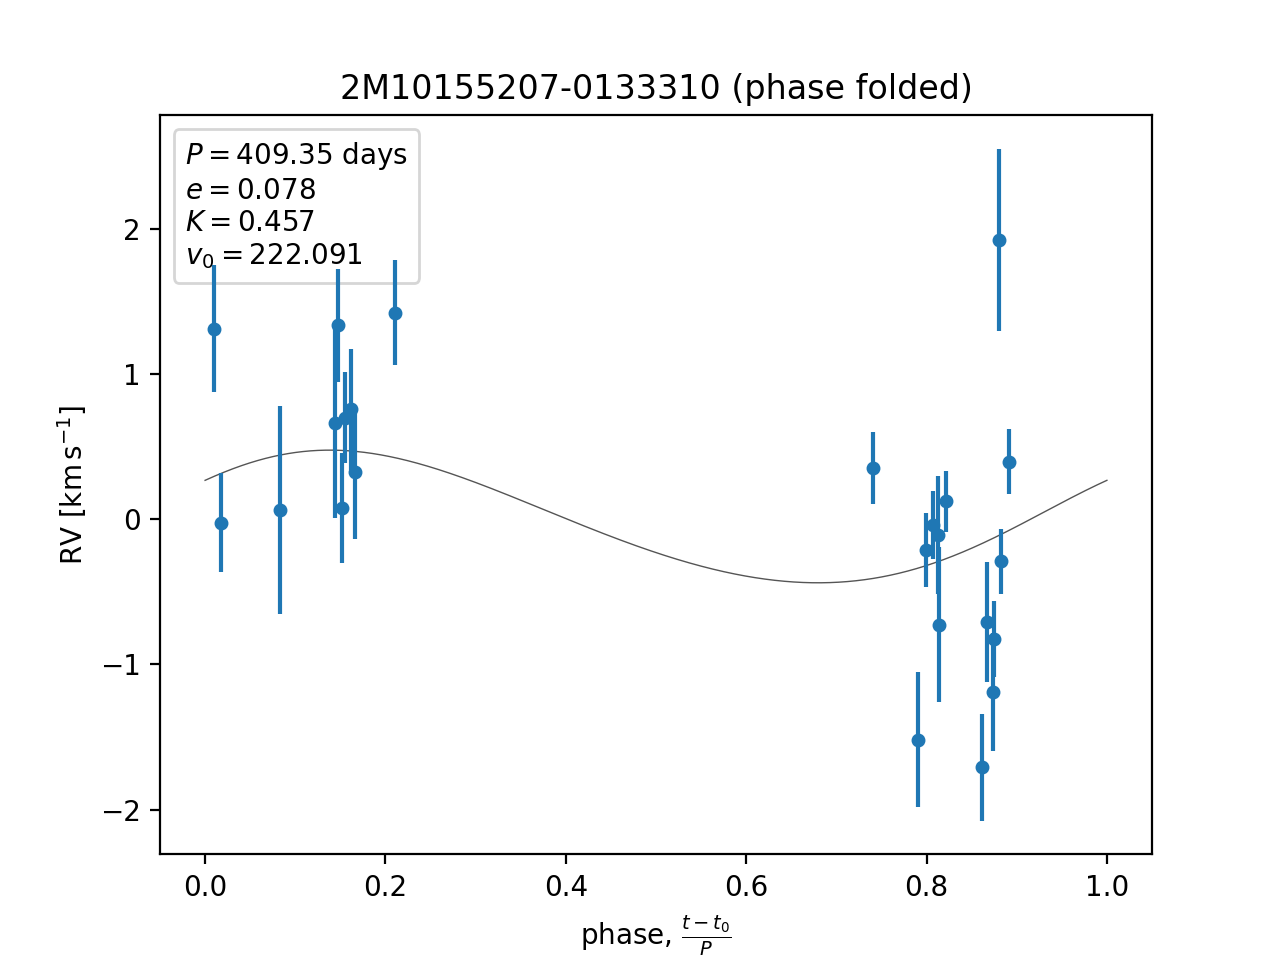 2M10155207-0133310 (phase folded)
P = 409.35 days
e = 0.078
K = 0.457
v₀ = 222.091
RV [km s⁻¹]
2
1
0
−1
−2
0.0 0.2 0.4 0.6 0.8 1.0
phase, (t − t₀)/P